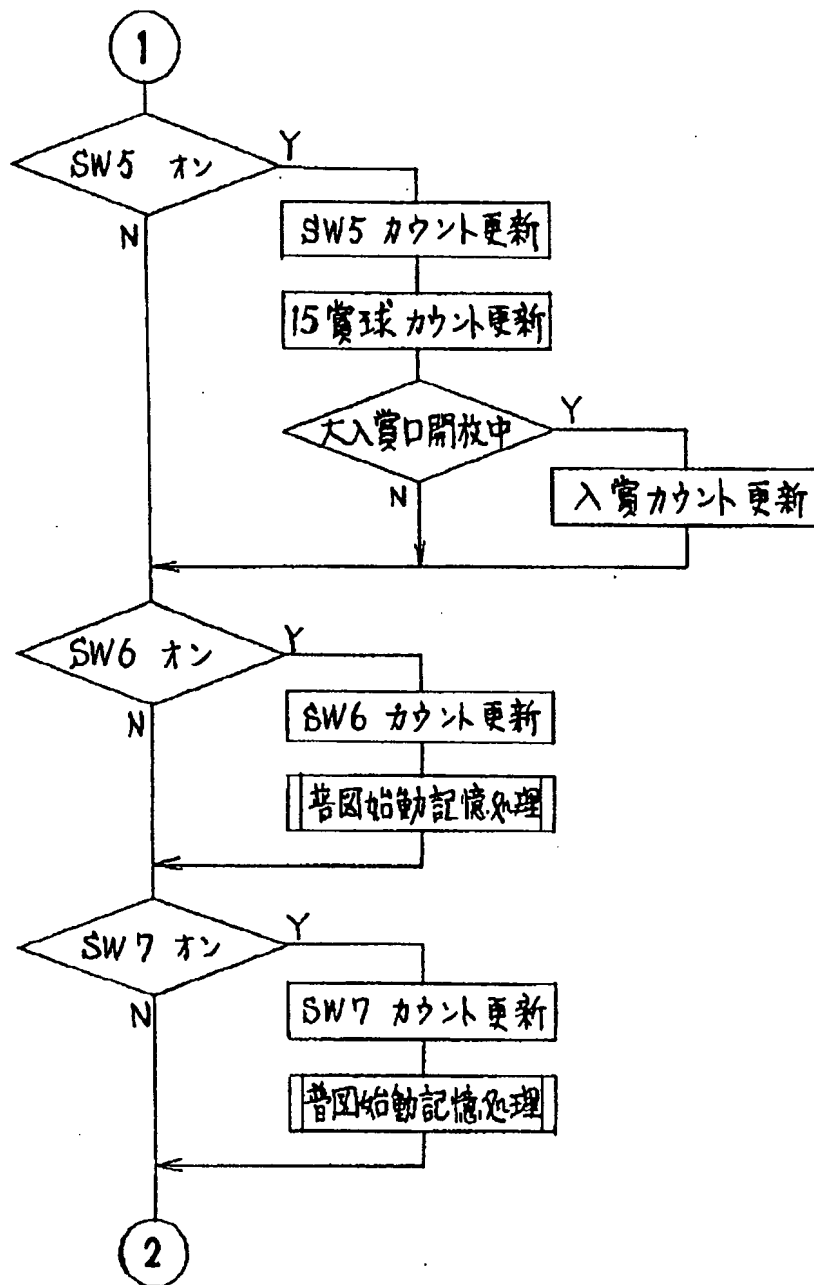 1
SW5 オン
Y
N
SW5 カウント更新
15賞球カウント更新
大入賞口開放中
Y
N
入賞カウント更新
SW6 オン
Y
N
SW6 カウント更新
普図始動記憶処理
SW7 オン
Y
N
SW7 カウント更新
普図始動記憶処理
2